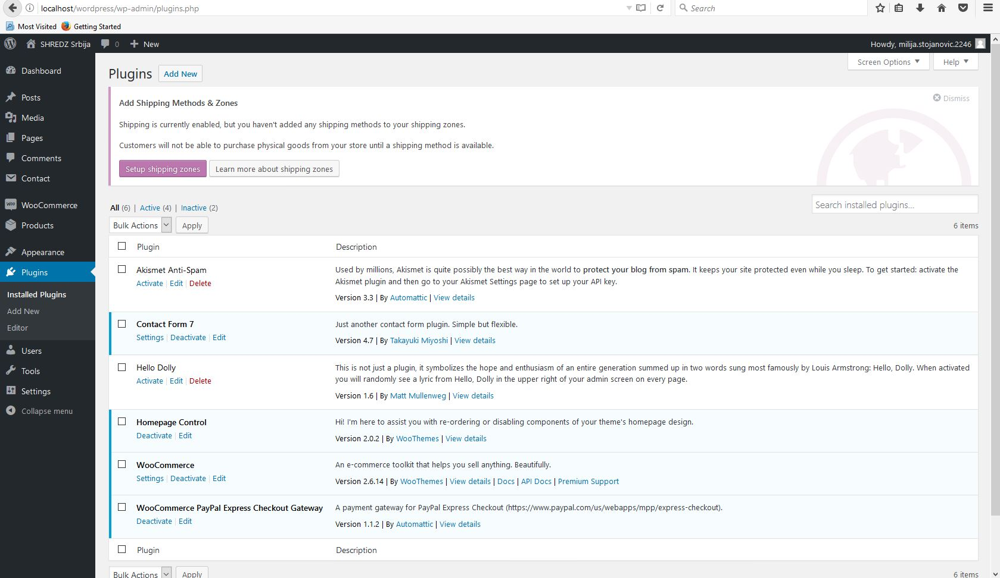 localhost/wordpress/wp-admin/plugins.php
Search
Most Visited Getting Started
SHREDZ Srbija 0 New
Howdy, milija.stojanovic.2246
Screen Options Help
Dashboard
Posts
Media
Pages
Comments
Contact
WooCommerce
Products
Appearance
Plugins
Installed Plugins
Add New
Editor
Users
Tools
Settings
Collapse menu
Plugins Add New
Add Shipping Methods & Zones
Dismiss
Shipping is currently enabled, but you haven't added any shipping methods to your shipping zones.
Customers will not be able to purchase physical goods from your store until a shipping method is available.
Setup shipping zones Learn more about shipping zones
All (6) | Active (4) | Inactive (2)
Search installed plugins...
Bulk Actions Apply
6 items
Plugin Description
Akismet Anti-Spam
Activate | Edit | Delete
Used by millions, Akismet is quite possibly the best way in the world to protect your blog from spam. It keeps your site protected even while you sleep. To get started: activate the
Akismet plugin and then go to your Akismet Settings page to set up your API key.
Version 3.3 | By Automattic | View details
Contact Form 7
Settings | Deactivate | Edit
Just another contact form plugin. Simple but flexible.
Version 4.7 | By Takayuki Miyoshi | View details
Hello Dolly
Activate | Edit | Delete
This is not just a plugin, it symbolizes the hope and enthusiasm of an entire generation summed up in two words sung most famously by Louis Armstrong: Hello, Dolly. When activated
you will randomly see a lyric from Hello, Dolly in the upper right of your admin screen on every page.
Version 1.6 | By Matt Mullenweg | View details
Homepage Control
Deactivate | Edit
Hi! I'm here to assist you with re-ordering or disabling components of your theme's homepage design.
Version 2.0.2 | By WooThemes | View details
WooCommerce
Settings | Deactivate | Edit
An e-commerce toolkit that helps you sell anything. Beautifully.
Version 2.6.14 | By WooThemes | View details | Docs | API Docs | Premium Support
WooCommerce PayPal Express Checkout Gateway
Deactivate | Edit
A payment gateway for PayPal Express Checkout (https://www.paypal.com/us/webapps/mpp/express-checkout).
Version 1.1.2 | By Automattic | View details
Plugin Description
Bulk Actions Apply
6 items